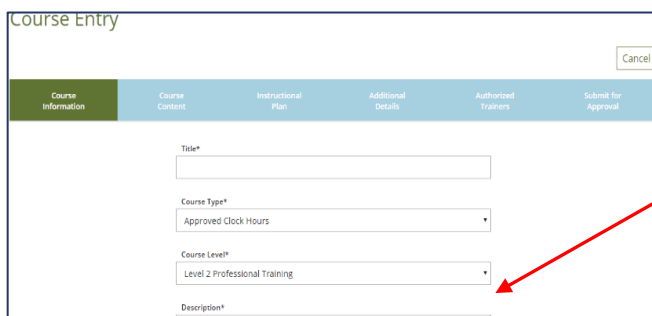 Course Entry
Cancel
Course Information
Course Content
Instructional Plan
Additional Details
Authorized Trainers
Submit for Approval
Title*
Course Type*
Approved Clock Hours
Course Level*
Level 2 Professional Training
Description*